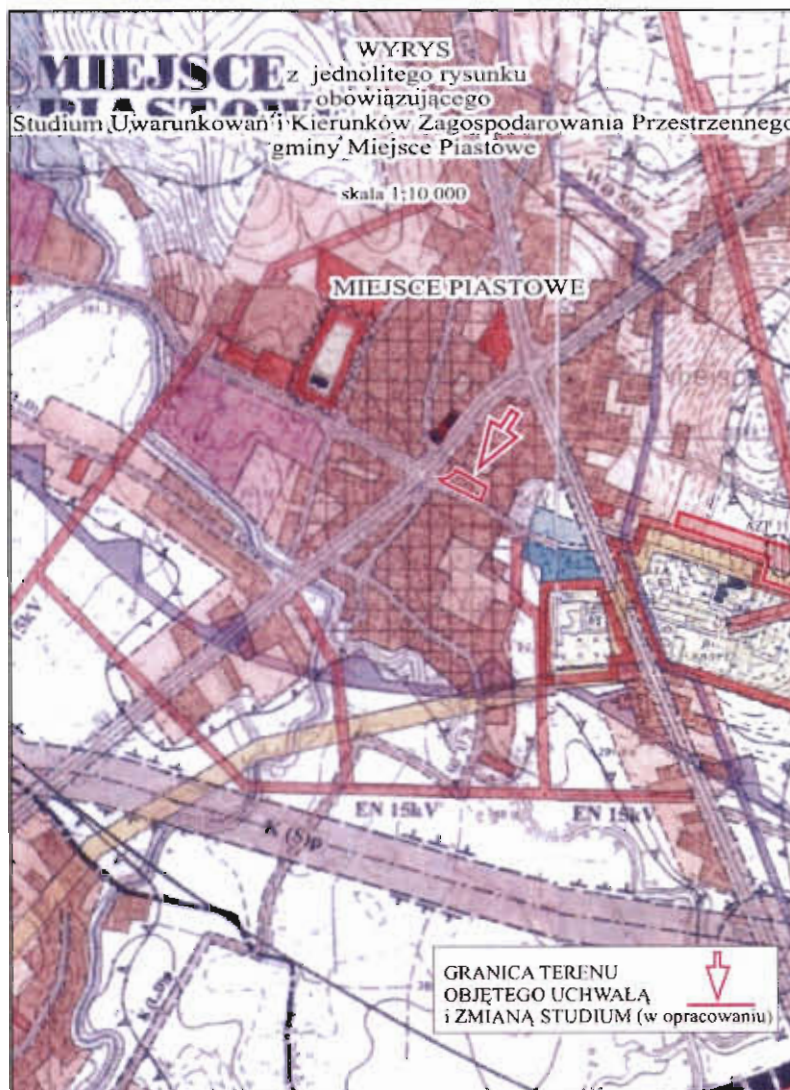 MIEJSCE
WYRYS
z jednolitego rysunku
obowiązującego
Studium Uwarunkowań i Kierunków Zagospodarowania Przestrzennego
gminy Miejsce Piastowe
skala 1:10 000
MIEJSCE PIASTOWE
15kV
EN 15kV
EN 15kV
K (S)p
GRANICA TERENU
OBJĘTEGO UCHWAŁĄ
i ZMIANĄ STUDIUM (w opracowaniu)